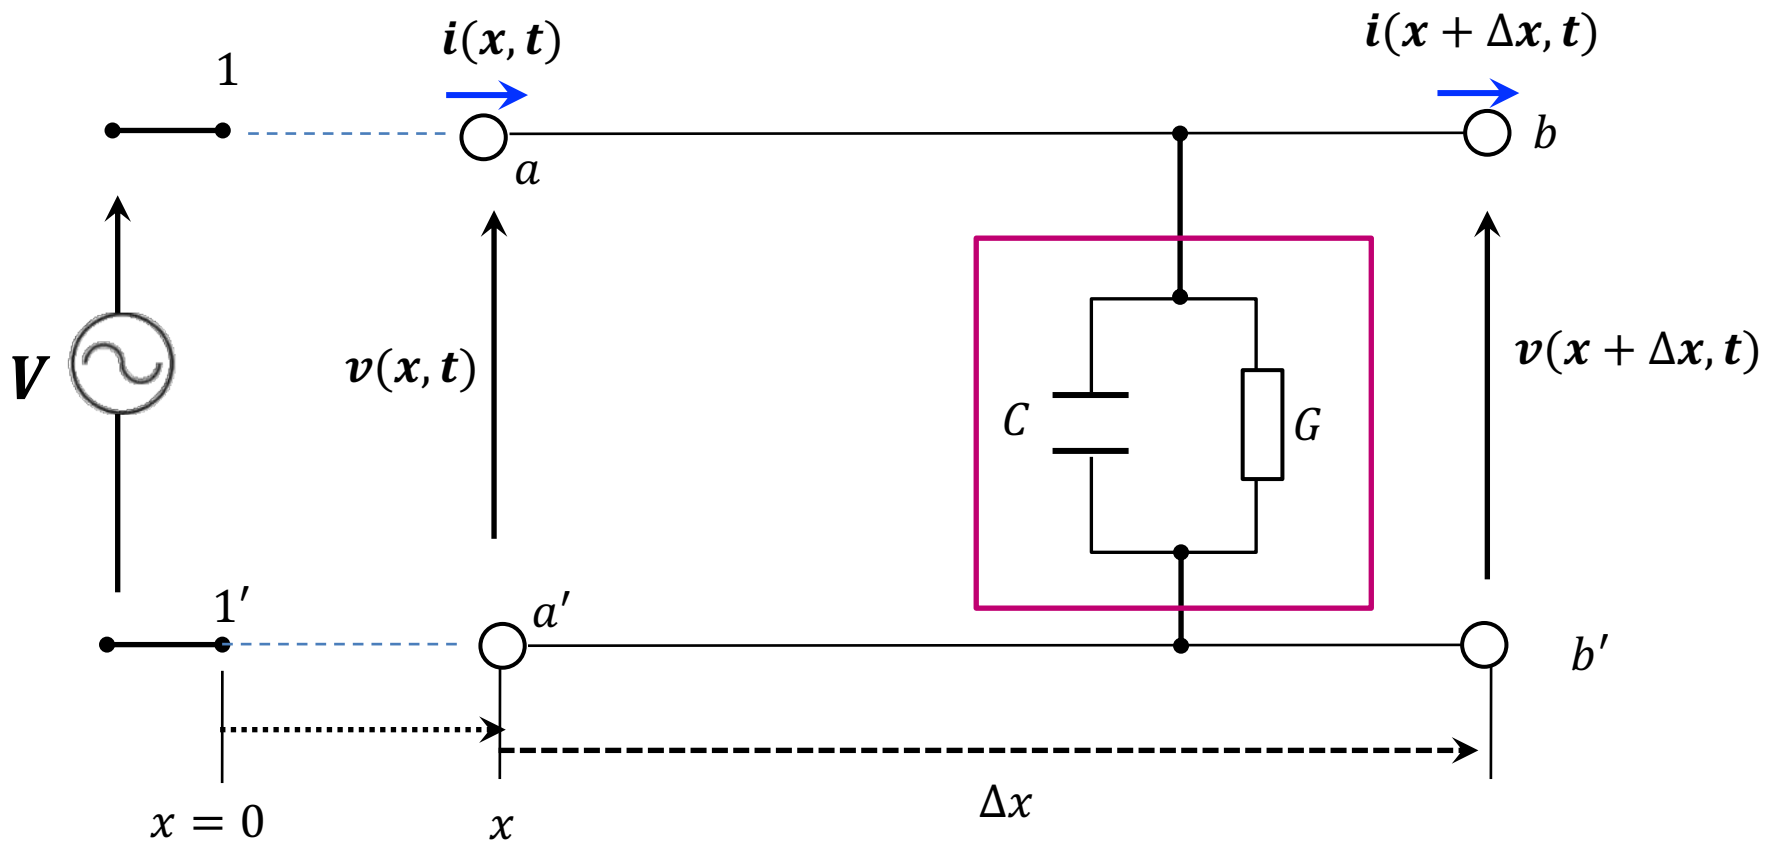 i(x, t)
i(x + Δx, t)
1
a
b
V
v(x, t)
C
G
v(x + Δx, t)
1′
a′
b′
Δx
x = 0
x